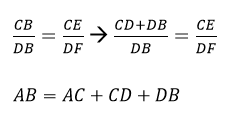 CB/DB = CE/DF → CD+DB/DB = CE/DF
AB = AC + CD + DB